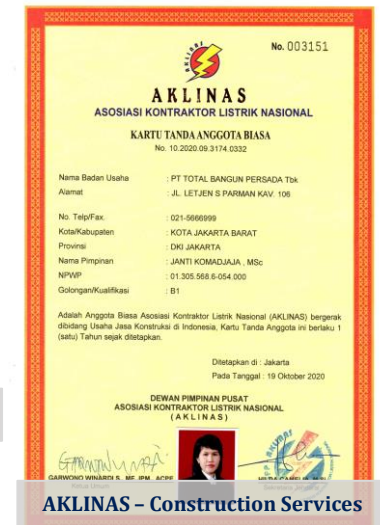 No. 003151
AKLINAS
AKLINAS
ASOSIASI KONTRAKTOR LISTRIK NASIONAL
KARTU TANDA ANGGOTA BIASA
No. 10.2020.09.3174.0332
Nama Badan Usaha : PT TOTAL BANGUN PERSADA Tbk
Alamat : JL. LETJEN S.PARMAN KAV. 106
No. Telp/Fax. : 021-5666999
Kota/Kabupaten : KOTA JAKARTA BARAT
Provinsi : DKI JAKARTA
Nama Pimpinan : JANTI KOMADJAJA , MSc
NPWP : 01.305.568.6-054.000
Golongan/Kualifikasi : B1
Adalah Anggota Biasa Asosiasi Kontraktor Listrik Nasional (AKLINAS) bergerak
dibidang Usaha Jasa Konstruksi di Indonesia, Kartu Tanda Anggota ini berlaku 1
(satu) Tahun sejak ditetapkan.
Ditetapkan di : Jakarta
Pada Tanggal : 19 Oktober 2020
DEWAN PIMPINAN PUSAT
ASOSIASI KONTRAKTOR LISTRIK NASIONAL
( AKLINAS )
GARWONO WINARDI S., ME, IPM, ACPE
Ketua Umum
AKLINAS – Construction Services